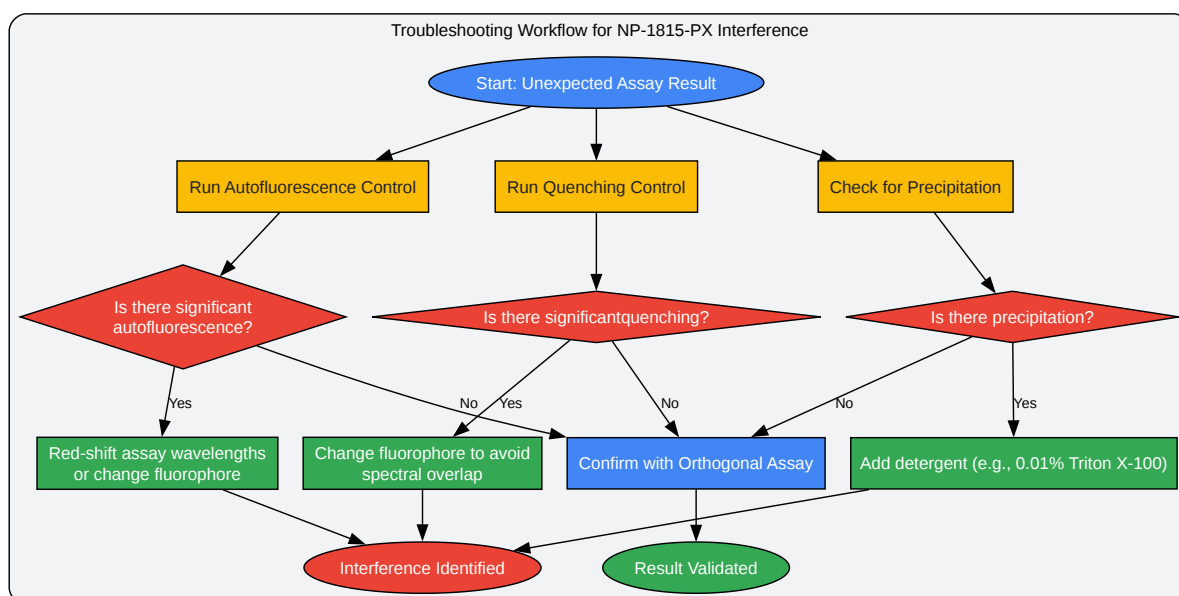 Troubleshooting Workflow for NP-1815-PX Interference
Start: Unexpected Assay Result
Run Autofluorescence Control
Run Quenching Control
Check for Precipitation
Is there significant
autofluorescence?
Is there significantquenching?
Is there precipitation?
Yes
No
Yes
No
No
Yes
Red-shift assay wavelengths
or change fluorophore
Change fluorophore to avoid
spectral overlap
Confirm with Orthogonal Assay
Add detergent (e.g., 0.01% Triton X-100)
Interference Identified
Result Validated